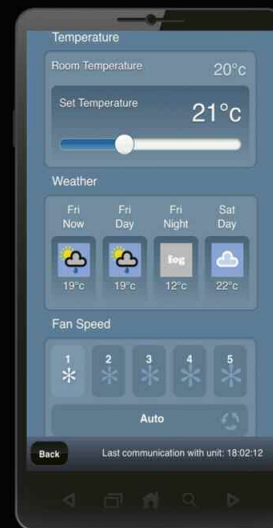 Temperature
Room Temperature 20°c
Set Temperature 21°c
Weather
Fri Fri Fri Sat
Now Day Night Day
log
19°c 19°c 12°c 22°c
Fan Speed
1 2 3 4 5
Auto
Back Last communication with unit: 18:02:12